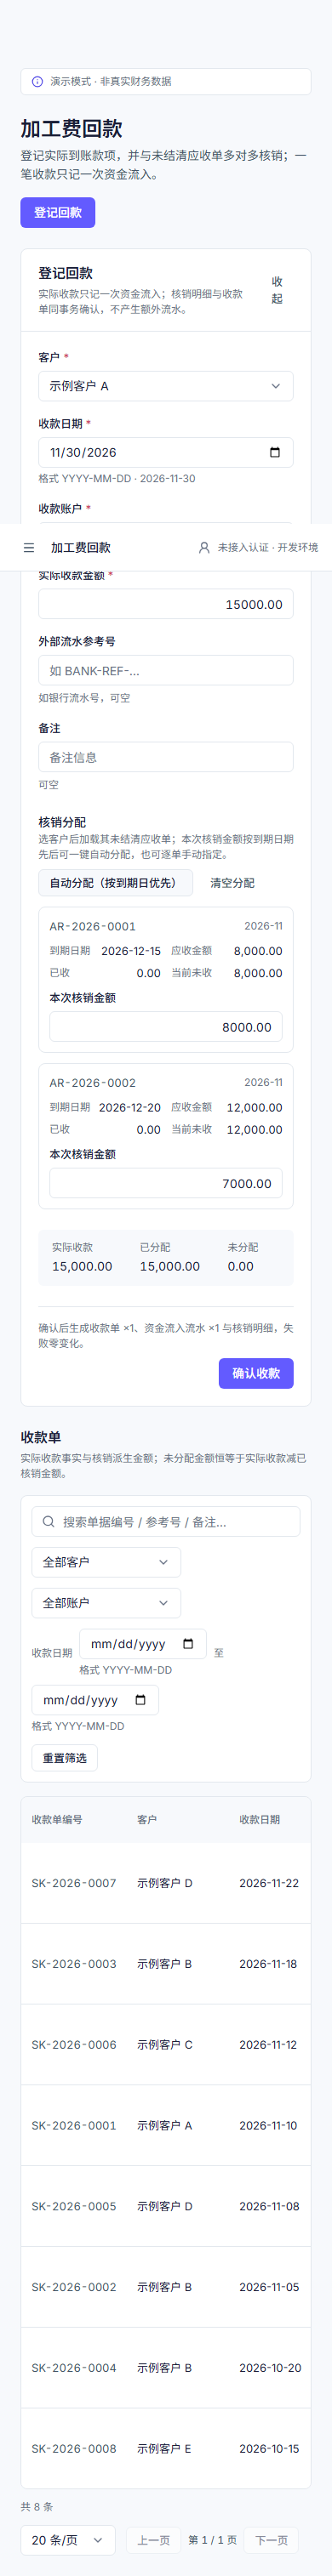 演示模式 · 非真实财务数据
加工费回款
登记实际到账款项，并与未结清应收单多对多核销；一
笔收款只记一次资金流入。
登记回款
登记回款
实际收款只记一次资金流入；核销明细与收款
单同事务确认，不产生额外流水。
收
起
客户 *
示例客户 A
收款日期 *
11/30/2026
格式 YYYY-MM-DD · 2026-11-30
收款账户 *
加工费回款
未接入认证 · 开发环境
实际收款金额 *
15000.00
外部流水参考号
如 BANK-REF-…
如银行流水号，可空
备注
备注信息
可空
核销分配
选客户后加载其未结清应收单；本次核销金额按到期日期
先后可一键自动分配，也可逐单手动指定。
自动分配（按到期日优先） 清空分配
AR-2026-0001 2026-11
到期日期 2026-12-15 应收金额 8,000.00
已收 0.00 当前未收 8,000.00
本次核销金额
8000.00
AR-2026-0002 2026-11
到期日期 2026-12-20 应收金额 12,000.00
已收 0.00 当前未收 12,000.00
本次核销金额
7000.00
实际收款 已分配 未分配
15,000.00 15,000.00 0.00
确认后生成收款单 ×1、资金流入流水 ×1 与核销明细，失
败零变化。
确认收款
收款单
实际收款事实与核销派生金额；未分配金额恒等于实际收款减已
核销金额。
搜索单据编号 / 参考号 / 备注…
全部客户
全部账户
收款日期 mm/dd/yyyy 至
格式 YYYY-MM-DD
mm/dd/yyyy
格式 YYYY-MM-DD
重置筛选
收款单编号 客户 收款日期
SK-2026-0007 示例客户 D 2026-11-22
SK-2026-0003 示例客户 B 2026-11-18
SK-2026-0006 示例客户 C 2026-11-12
SK-2026-0001 示例客户 A 2026-11-10
SK-2026-0005 示例客户 D 2026-11-08
SK-2026-0002 示例客户 B 2026-11-05
SK-2026-0004 示例客户 B 2026-10-20
SK-2026-0008 示例客户 E 2026-10-15
共 8 条
20 条/页 上一页 第 1 / 1 页 下一页